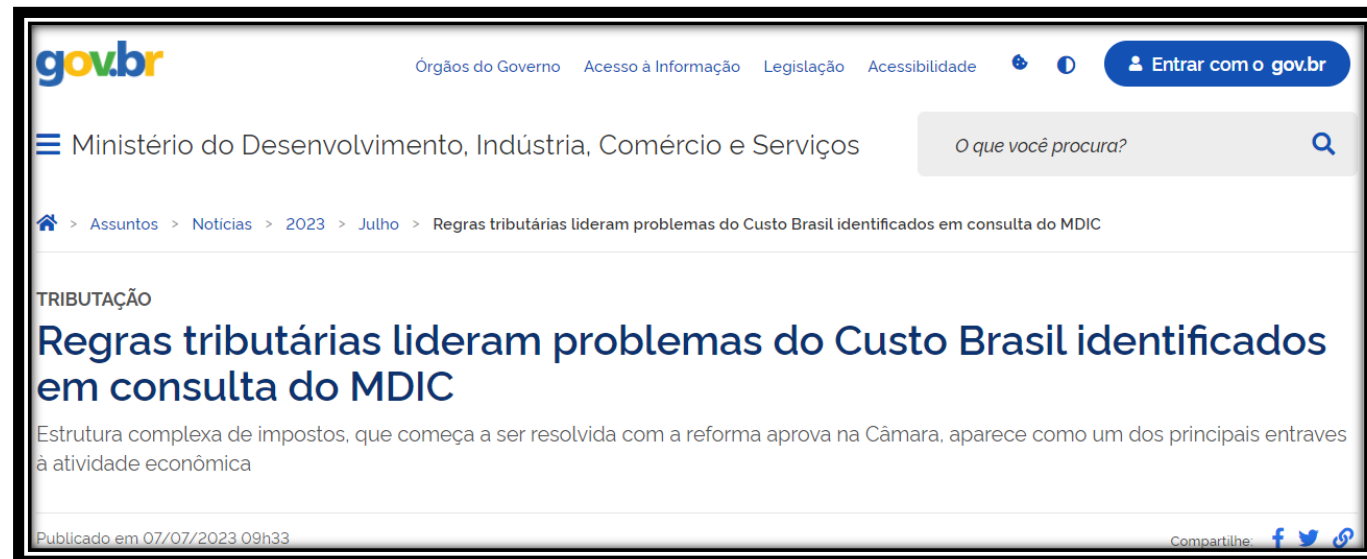 gov.br
Órgãos do Governo Acesso à Informação Legislação Acessibilidade Entrar com o gov.br
Ministério do Desenvolvimento, Indústria, Comércio e Serviços O que você procura?
> Assuntos > Notícias > 2023 > Julho > Regras tributárias lideram problemas do Custo Brasil identificados em consulta do MDIC
TRIBUTAÇÃO
Regras tributárias lideram problemas do Custo Brasil identificados
em consulta do MDIC
Estrutura complexa de impostos, que começa a ser resolvida com a reforma aprova na Câmara, aparece como um dos principais entraves
à atividade econômica
Publicado em 07/07/2023 09h33 Compartilhe: